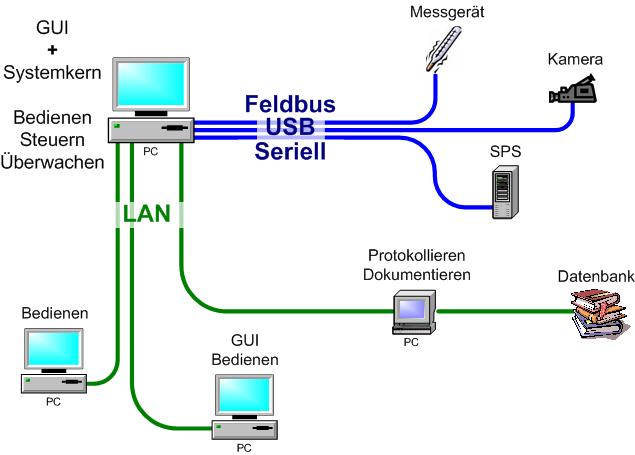 GUI
+
Systemkern
Bedienen
Steuern
Überwachen
PC
Feldbus
USB
Seriell
Messgerät
Kamera
SPS
LAN
Protokollieren
Dokumentieren
PC
Datenbank
Bedienen
PC
GUI
Bedienen
PC